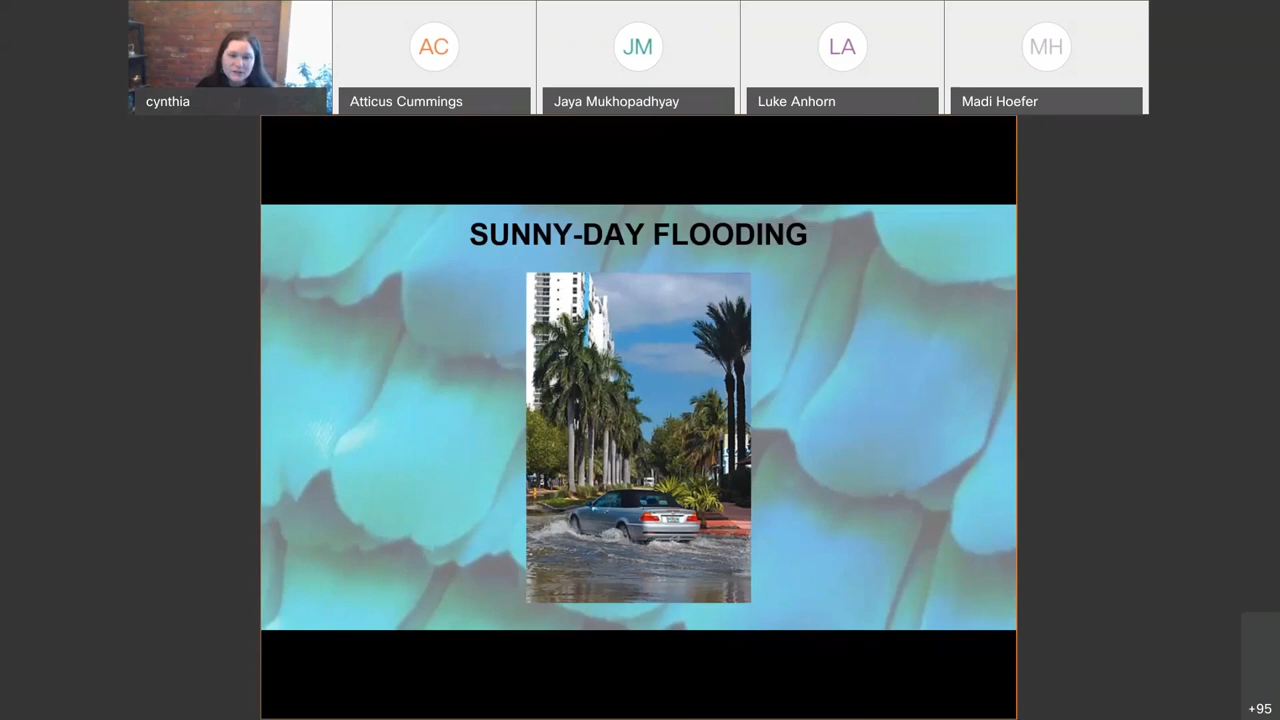 AC
JM
LA
MH
cynthia
Atticus Cummings
Jaya Mukhopadhyay
Luke Anhorn
Madi Hoefer
SUNNY-DAY FLOODING
+95